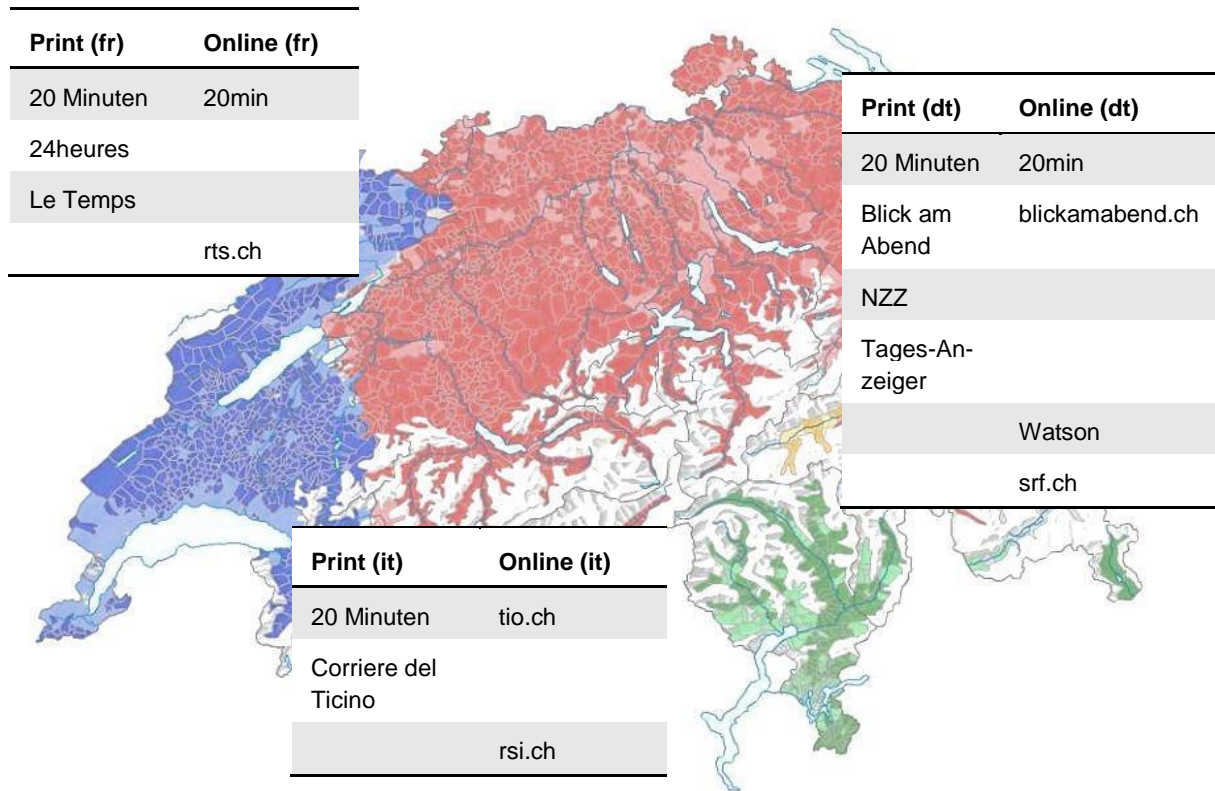 Print (fr) Online (fr)
20 Minuten 20min
24heures
Le Temps
rts.ch
Print (dt) Online (dt)
20 Minuten 20min
Blick am blickamabend.ch
Abend
NZZ
Tages-An-
zeiger
Watson
srf.ch
Print (it) Online (it)
20 Minuten tio.ch
Corriere del
Ticino
rsi.ch